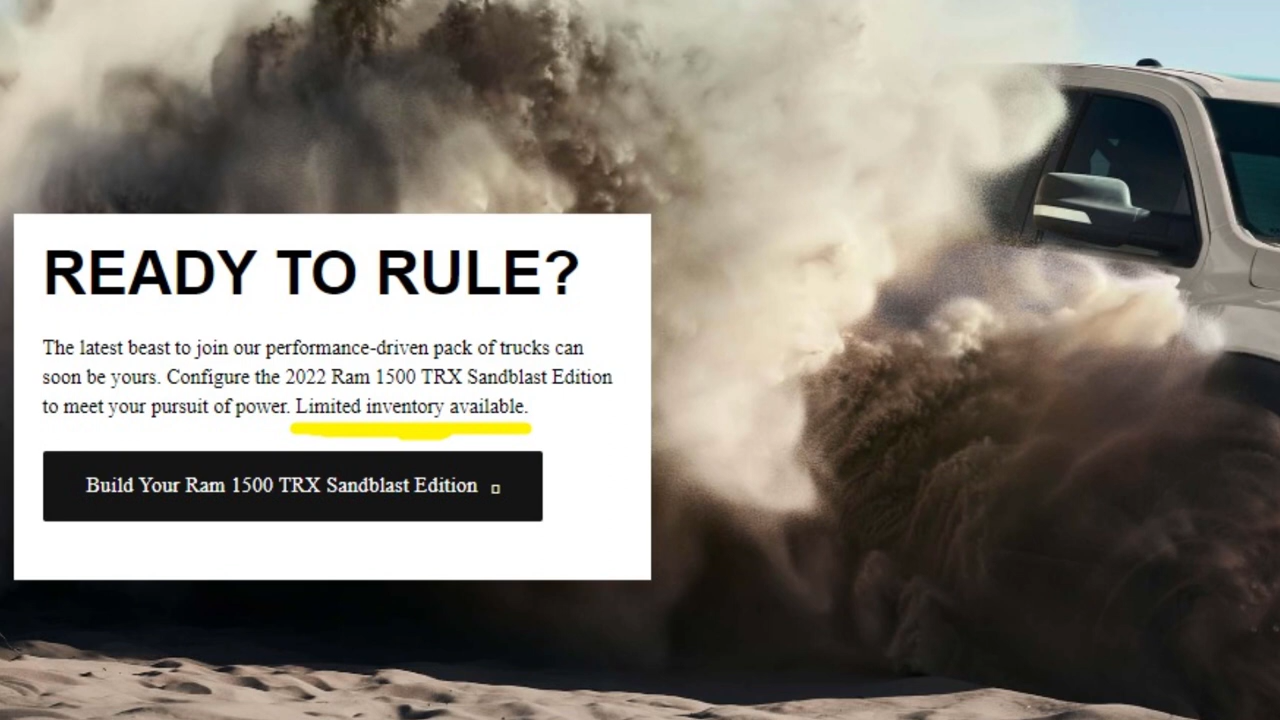 READY TO RULE?
The latest beast to join our performance-driven pack of trucks can
soon be yours. Configure the 2022 Ram 1500 TRX Sandblast Edition
to meet your pursuit of power. Limited inventory available.
Build Your Ram 1500 TRX Sandblast Edition